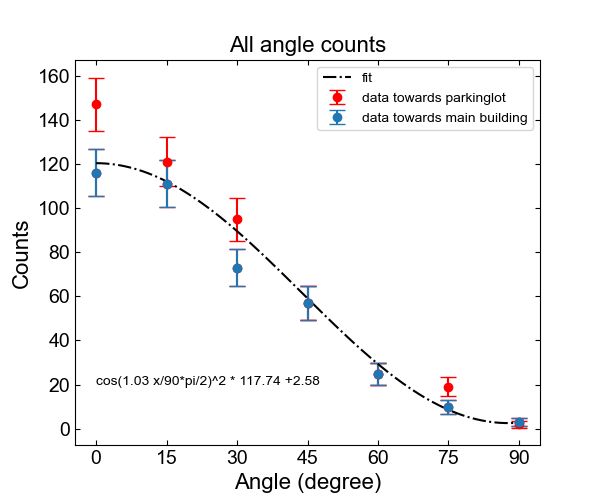 All angle counts
160
140
120
100
80
60
40
20
0
Counts
fit
data towards parkinglot
data towards main building
cos(1.03 x/90*pi/2)^2 * 117.74 +2.58
0 15 30 45 60 75 90
Angle (degree)